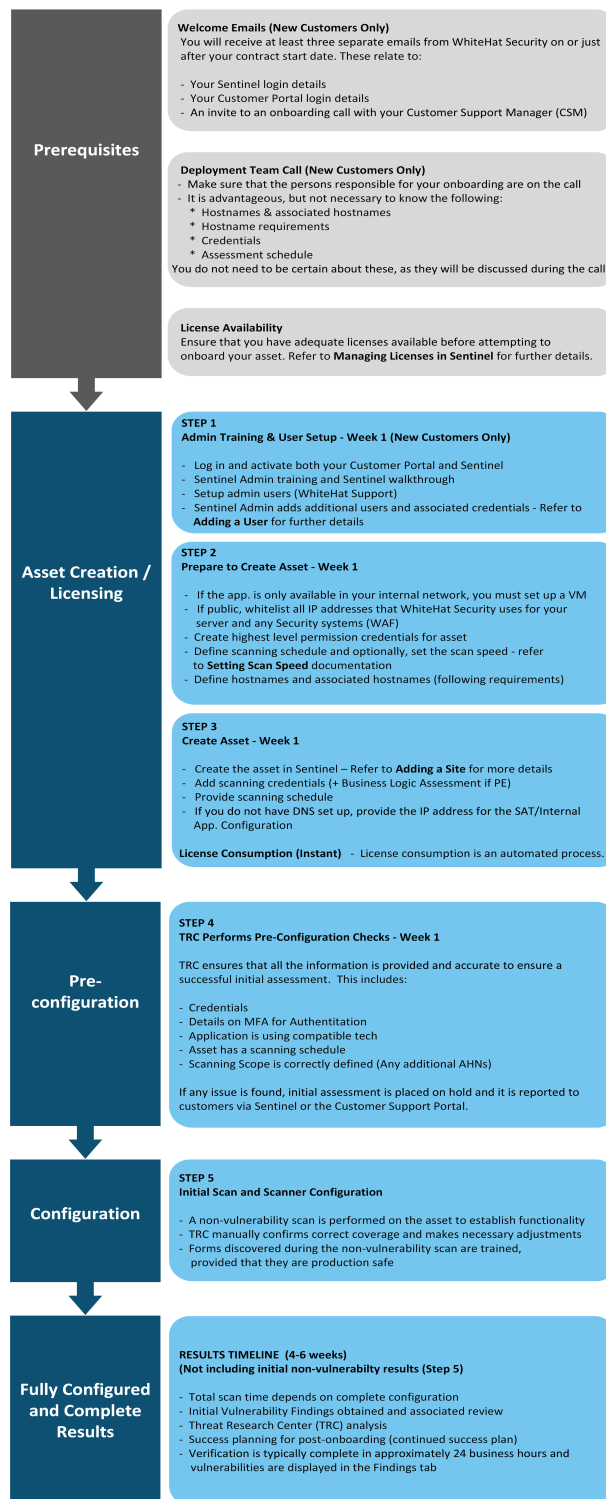 Prerequisites
Welcome Emails (New Customers Only)
You will receive at least three separate emails from WhiteHat Security on or just
after your contract start date. These relate to:
- Your Sentinel login details
- Your Customer Portal login details
- An invite to an onboarding call with your Customer Support Manager (CSM)
Deployment Team Call (New Customers Only)
- Make sure that the persons responsible for your onboarding are on the call
- It is advantageous, but not necessary to know the following:
* Hostnames & associated hostnames
* Hostname requirements
* Credentials
* Assessment schedule
You do not need to be certain about these, as they will be discussed during the call
License Availability
Ensure that you have adequate licenses available before attempting to
onboard your asset. Refer to Managing Licenses in Sentinel for further details.
Asset Creation /
Licensing
STEP 1
Admin Training & User Setup - Week 1 (New Customers Only)
- Log in and activate both your Customer Portal and Sentinel
- Sentinel Admin training and Sentinel walkthrough
- Setup admin users (WhiteHat Support)
- Sentinel Admin adds additional users and associated credentials - Refer to
Adding a User for further details
STEP 2
Prepare to Create Asset - Week 1
- If the app. is only available in your internal network, you must set up a VM
- If public, whitelist all IP addresses that WhiteHat Security uses for your
server and any Security systems (WAF)
- Create highest level permission credentials for asset
- Define scanning schedule and optionally, set the scan speed - refer
to Setting Scan Speed documentation
- Define hostnames and associated hostnames (following requirements)
STEP 3
Create Asset - Week 1
- Create the asset in Sentinel – Refer to Adding a Site for more details
- Add scanning credentials (+ Business Logic Assessment if PE)
- Provide scanning schedule
- If you do not have DNS set up, provide the IP address for the SAT/Internal
App. Configuration
License Consumption (Instant) - License consumption is an automated process.
Pre-
configuration
STEP 4
TRC Performs Pre-Configuration Checks - Week 1
TRC ensures that all the information is provided and accurate to ensure a
successful initial assessment. This includes:
- Credentials
- Details on MFA for Authentitation
- Application is using compatible tech
- Asset has a scanning schedule
- Scanning Scope is correctly defined (Any additional AHNs)
If any issue is found, initial assessment is placed on hold and it is reported to
customers via Sentinel or the Customer Support Portal.
Configuration
STEP 5
Initial Scan and Scanner Configuration
- A non-vulnerability scan is performed on the asset to establish functionality
- TRC manually confirms correct coverage and makes necessary adjustments
- Forms discovered during the non-vulnerability scan are trained,
provided that they are production safe
Fully Configured
and Complete
Results
RESULTS TIMELINE (4-6 weeks)
(Not including initial non-vulnerabilty results (Step 5)
- Total scan time depends on complete configuration
- Initial Vulnerability Findings obtained and associated review
- Threat Research Center (TRC) analysis
- Success planning for post-onboarding (continued success plan)
- Verification is typically complete in approximately 24 business hours and
vulnerabilities are displayed in the Findings tab